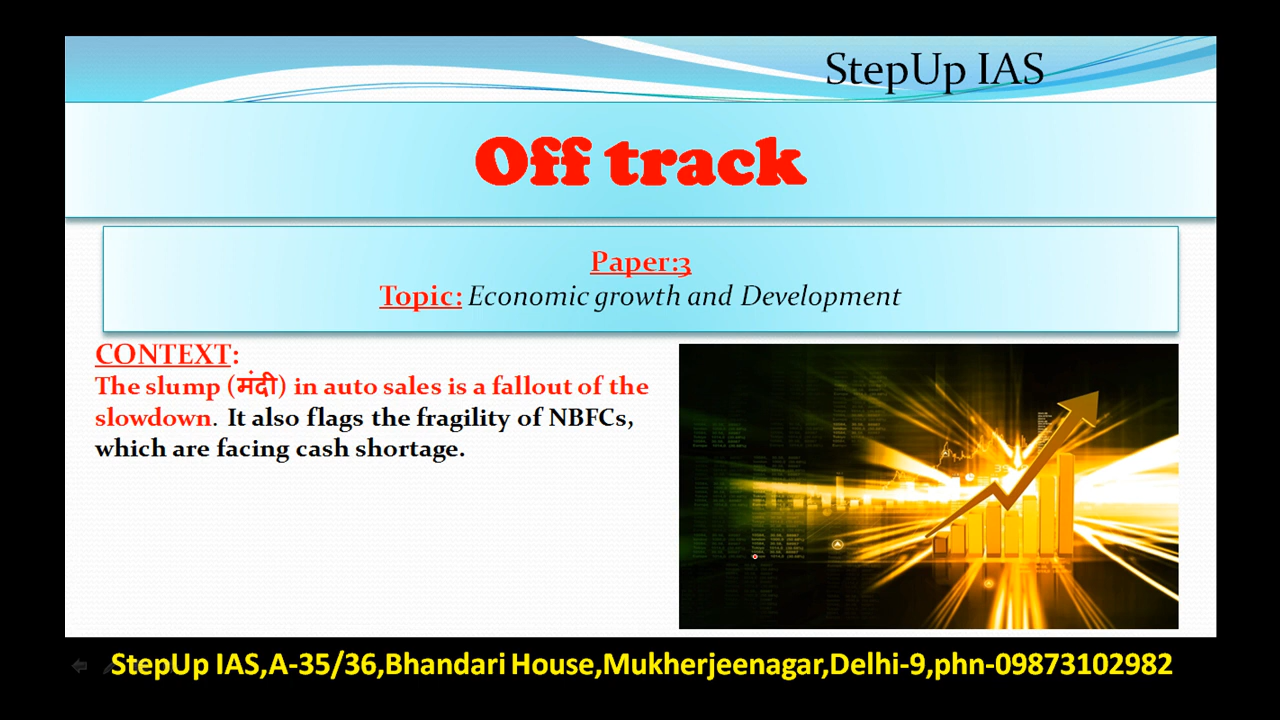 StepUp IAS
Off track
Paper:3
Topic: Economic growth and Development
CONTEXT:
The slump (मंदी) in auto sales is a fallout of the
slowdown. It also flags the fragility of NBFCs,
which are facing cash shortage.
StepUp IAS,A-35/36,Bhandari House,Mukherjeenagar,Delhi-9,phn-09873102982